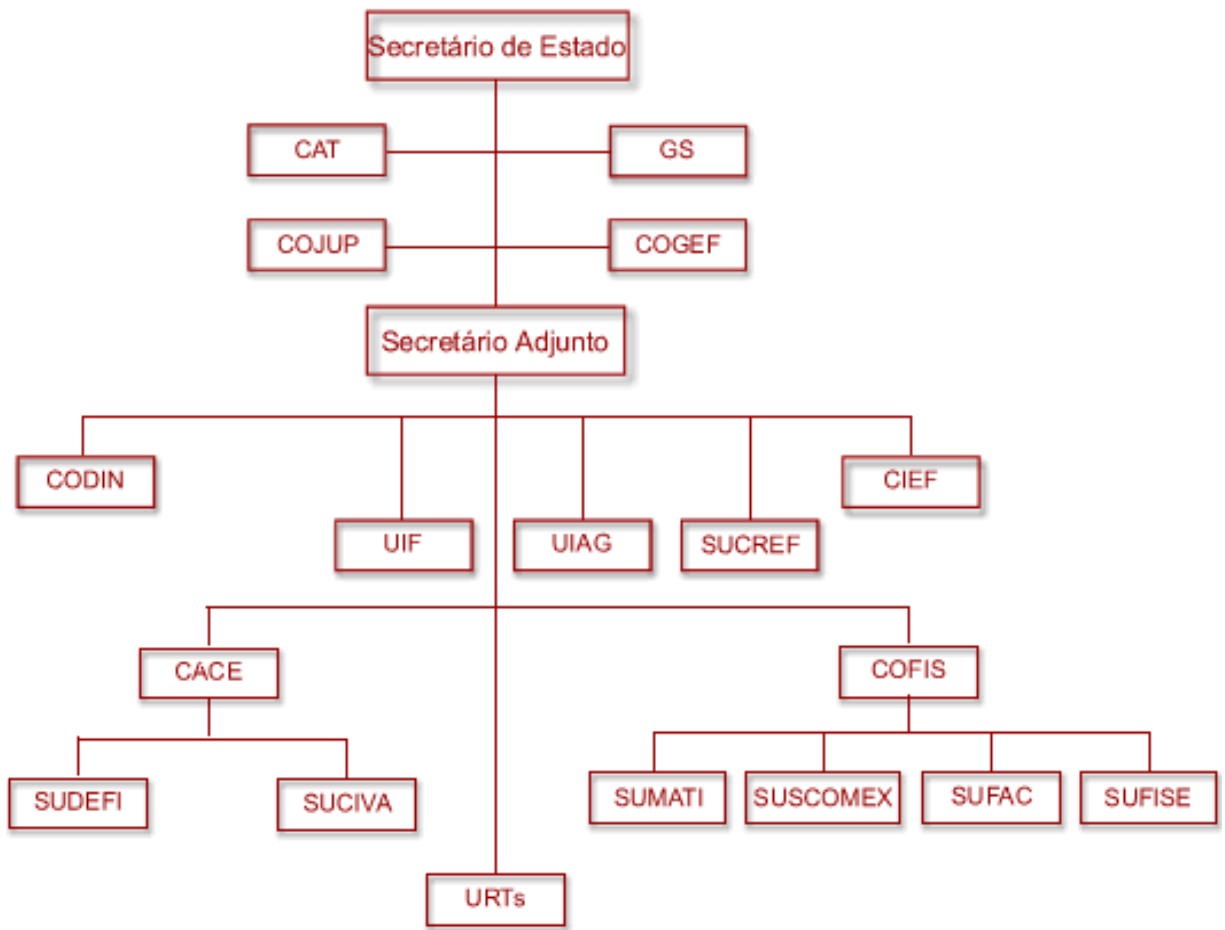 Secretário de Estado
CAT
GS
COJUP
COGEF
Secretário Adjunto
CODIN
CIEF
UIF
UIAG
SUCREF
CACE
COFIS
SUDEFI
SUCIVA
SUMATI
SUSCOMEX
SUFAC
SUFISE
URTs